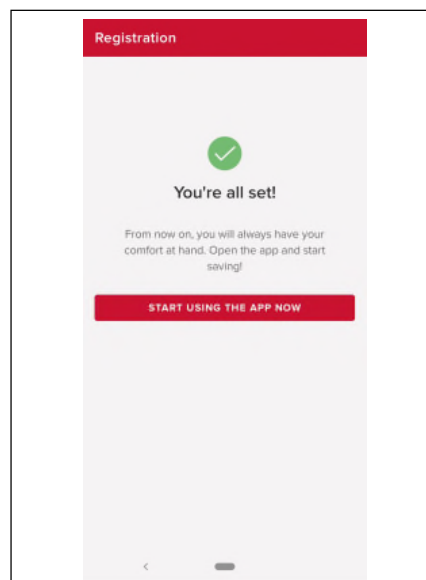 Registration
You're all set!
From now on, you will always have your
comfort at hand. Open the app and start
saving!
START USING THE APP NOW